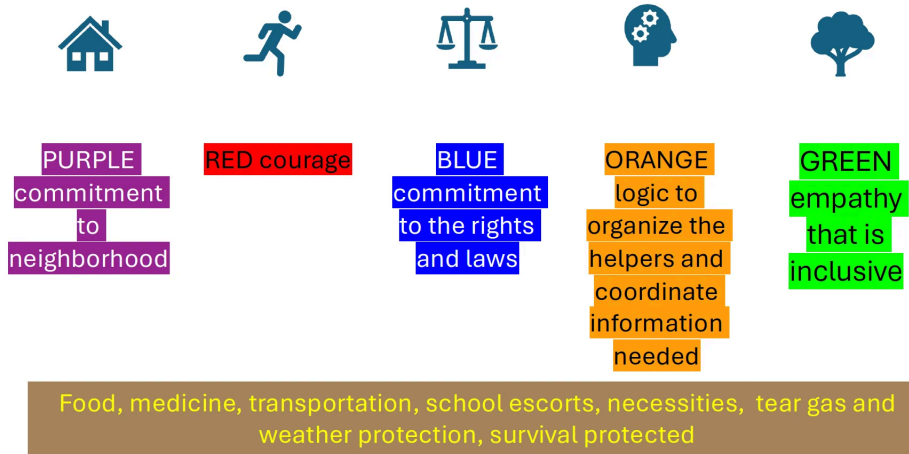 PURPLE
commitment
to
neighborhood
RED courage
BLUE
commitment
to the rights
and laws
ORANGE
logic to
organize the
helpers and
coordinate
information
needed
GREEN
empathy
that is
inclusive
Food, medicine, transportation, school escorts, necessities,  tear gas and
weather protection, survival protected